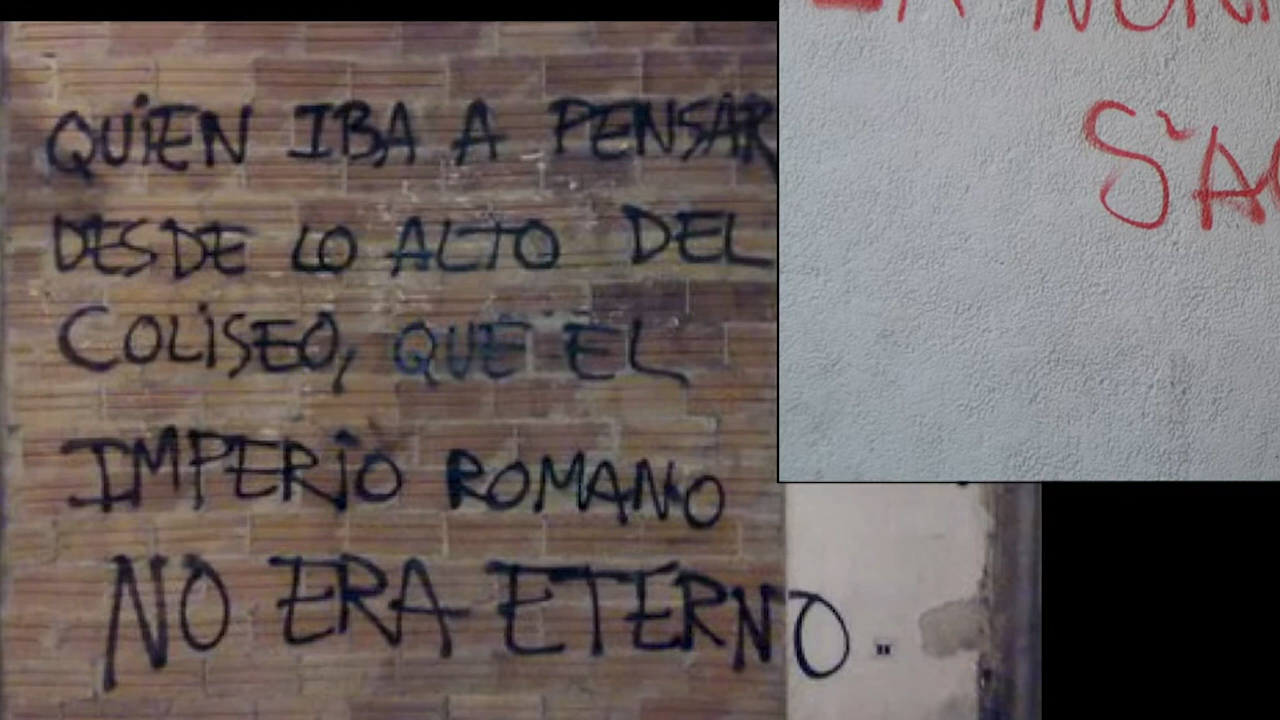 QUIEN IBA A PENSAR
DESDE LO ALTO DEL
COLISEO, QUE EL
IMPERIO ROMANO
NO ERA ETERNO."